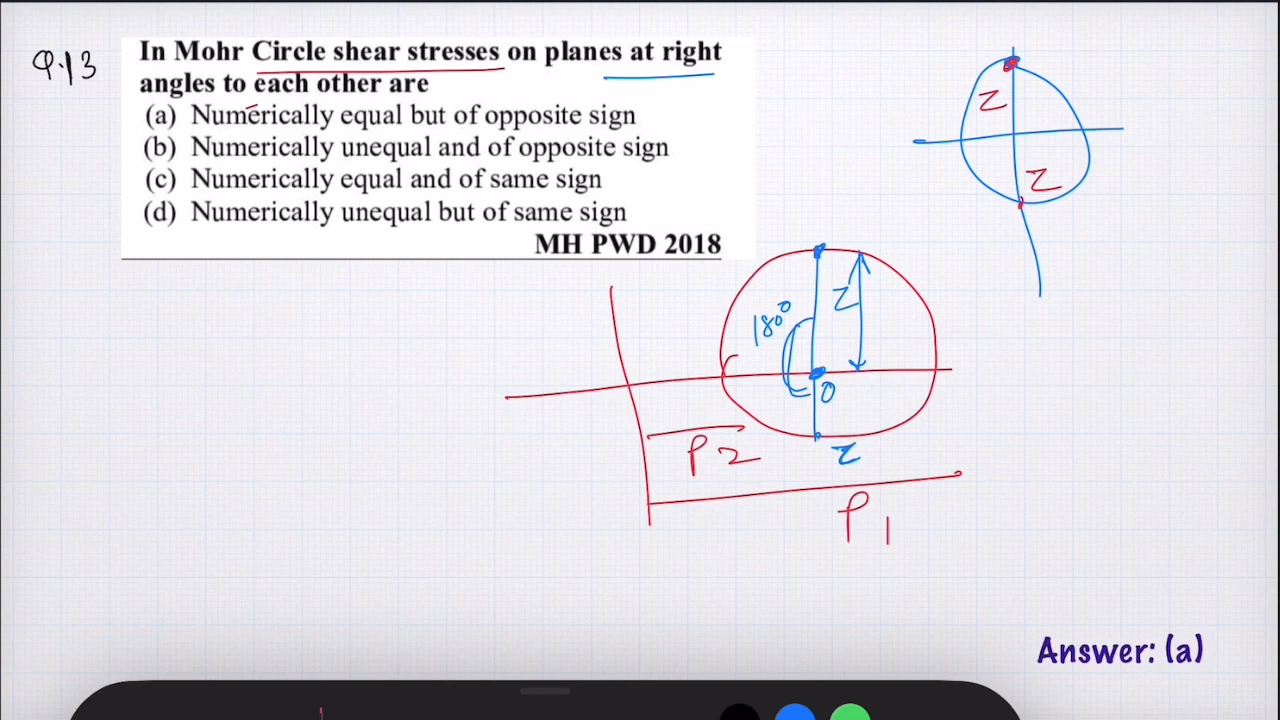 Q.13
In Mohr Circle shear stresses on planes at right
angles to each other are
(a) Numerically equal but of opposite sign
(b) Numerically unequal and of opposite sign
(c) Numerically equal and of same sign
(d) Numerically unequal but of same sign
MH PWD 2018
Z
Z
Z
180°
O
P2
Z
P1
Answer: (a)